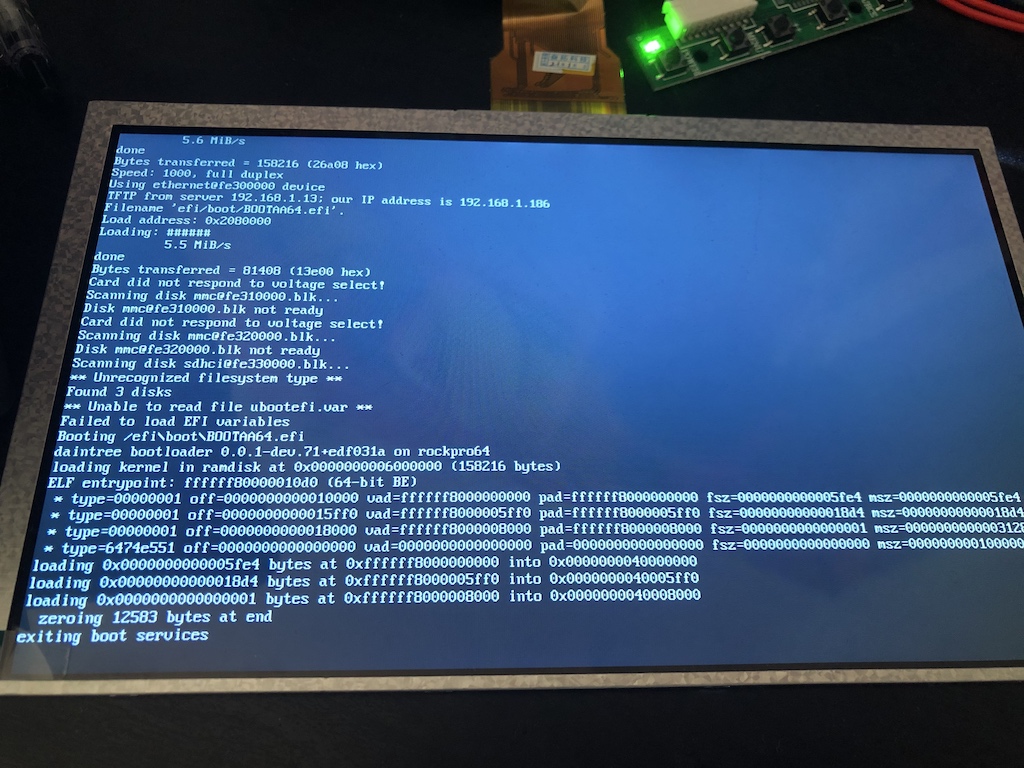 5.6 MiB/s
done
Bytes transferred = 158216 (26a08 hex)
Speed: 1000, full duplex
Using ethernet@fe300000 device
TFTP from server 192.168.1.13; our IP address is 192.168.1.186
Filename 'efi/boot/BOOTAA64.efi'.
Load address: 0x2080000
Loading: ######
5.5 MiB/s
done
Bytes transferred = 81408 (13e00 hex)
Card did not respond to voltage select!
Scanning disk mmc@fe310000.blk...
Disk mmc@fe310000.blk not ready
Card did not respond to voltage select!
Scanning disk mmc@fe320000.blk...
Disk mmc@fe320000.blk not ready
Scanning disk sdhci@fe330000.blk...
** Unrecognized filesystem type **
Found 3 disks
** Unable to read file ubootefi.var **
Failed to load EFI variables
Booting /efi\boot\BOOTAA64.efi
daintree bootloader 0.0.1-dev.71+edf031a on rockpro64
loading kernel in ramdisk at 0x0000000006000000 (158216 bytes)
ELF entrypoint: ffffff80000010d0 (64-bit BE)
* type=00000001 off=0000000000010000 vad=ffffff8000000000 pad=ffffff8000000000 fsz=0000000000005fe4 msz=0000000000005fe4
* type=00000001 off=0000000000015ff0 vad=ffffff8000005ff0 pad=ffffff8000005ff0 fsz=00000000000018d4 msz=00000000000018d4
* type=00000001 off=0000000000018000 vad=ffffff8000008000 pad=ffffff8000008000 fsz=0000000000000001 msz=0000000000003128
* type=6474e551 off=0000000000000000 vad=0000000000000000 pad=0000000000000000 fsz=0000000000000000 msz=0000000000100000
loading 0x0000000000005fe4 bytes at 0xffffff8000000000 into 0x0000000040000000
loading 0x00000000000018d4 bytes at 0xffffff8000005ff0 into 0x0000000040005ff0
loading 0x0000000000000001 bytes at 0xffffff8000008000 into 0x0000000040008000
zeroing 12583 bytes at end
exiting boot services